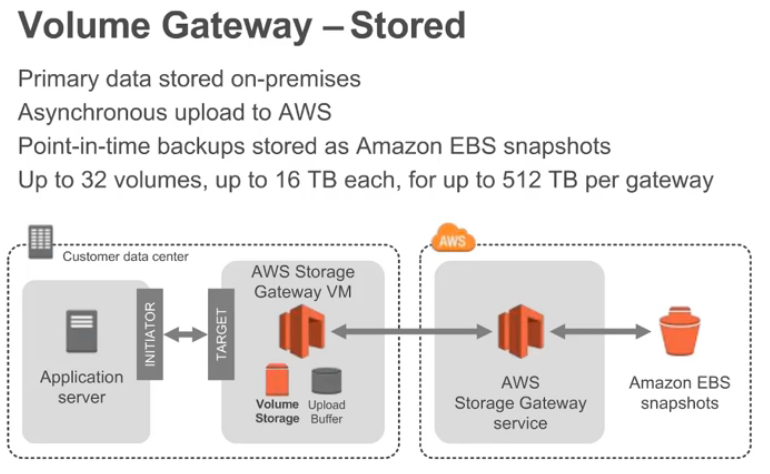 Volume Gateway – Stored
Primary data stored on-premises
Asynchronous upload to AWS
Point-in-time backups stored as Amazon EBS snapshots
Up to 32 volumes, up to 16 TB each, for up to 512 TB per gateway
Customer data center
AWS
Application
server
INITIATOR
TARGET
AWS Storage
Gateway VM
Volume
Storage
Upload
Buffer
AWS
Storage Gateway
service
Amazon EBS
snapshots